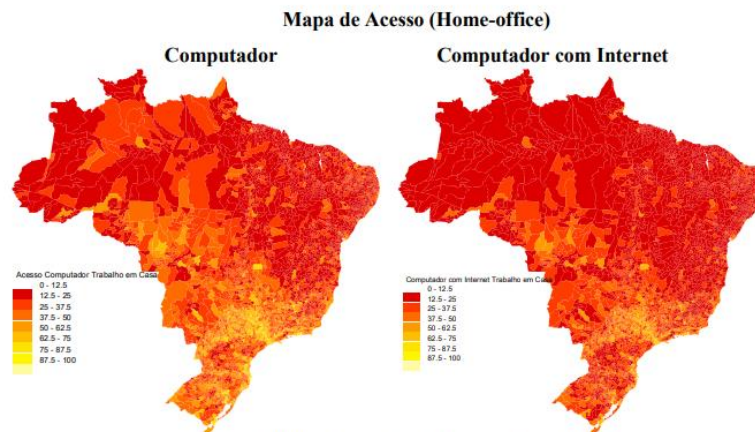 Mapa de Acesso (Home-office)
Computador
Computador com Internet
Acesso Computador Trabalho em Casa
0 - 12.5
12.5 - 25
25 - 37.5
37.5 - 50
50 - 62.5
62.5 - 75
75 - 87.5
87.5 - 100
Computador com Internet Trabalho em Casa
0 - 12.5
12.5 - 25
25 - 37.5
37.5 - 50
50 - 62.5
62.5 - 75
75 - 87.5
87.5 - 100